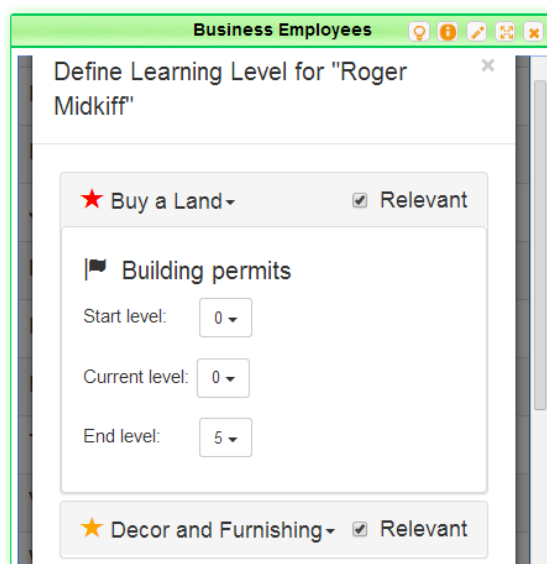 Business Employees
Define Learning Level for "Roger
Midkiff"
×
Buy a Land
Relevant
Building permits
Start level: 0
Current level: 0
End level: 5
Decor and Furnishing
Relevant